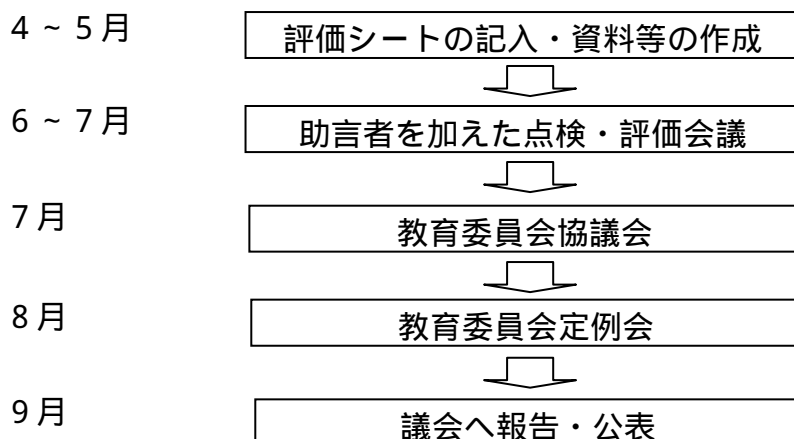 4 ~ 5月 評価シートの記入・資料等の作成
6 ~ 7月 助言者を加えた点検・評価会議
7月 教育委員会協議会
8月 教育委員会定例会
9月 議会へ報告・公表